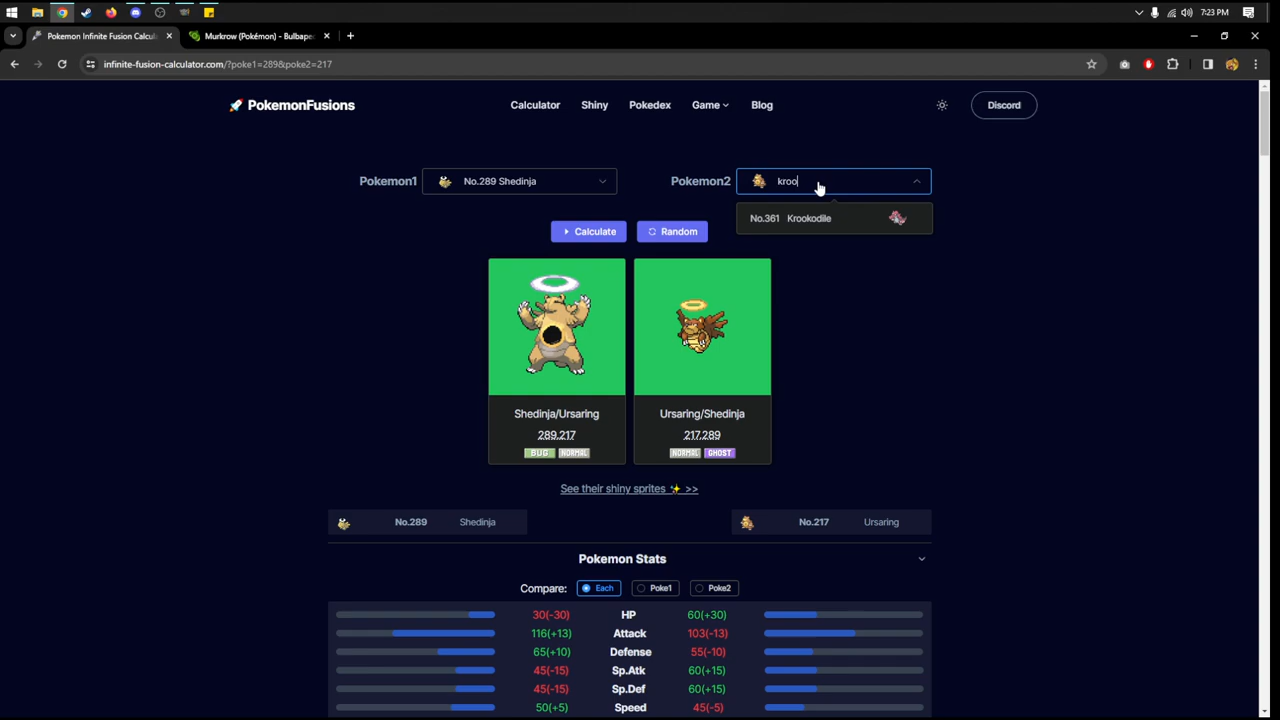 7:23 PM
Pokemon Infinite Fusion Calcul
Murkrow (Pokémon) - Bulbaped
infinite-fusion-calculator.com/?poke1=289&poke2=217
PokemonFusions
Calculator Shiny Pokedex Game Blog Discord
Pokemon1 No.289 Shedinja Pokemon2 kroo
No.361 Krookodile
Calculate Random
Shedinja/Ursaring Ursaring/Shedinja
289.217 217.289
BUG NORMAL NORMAL GHOST
See their shiny sprites ✨ >>
No.289 Shedinja No.217 Ursaring
Pokemon Stats
Compare: Each Poke1 Poke2
30(-30) HP 60(+30)
116(+13) Attack 103(-13)
65(+10) Defense 55(-10)
45(-15) Sp.Atk 60(+15)
45(-15) Sp.Def 60(+15)
50(+5) Speed 45(-5)